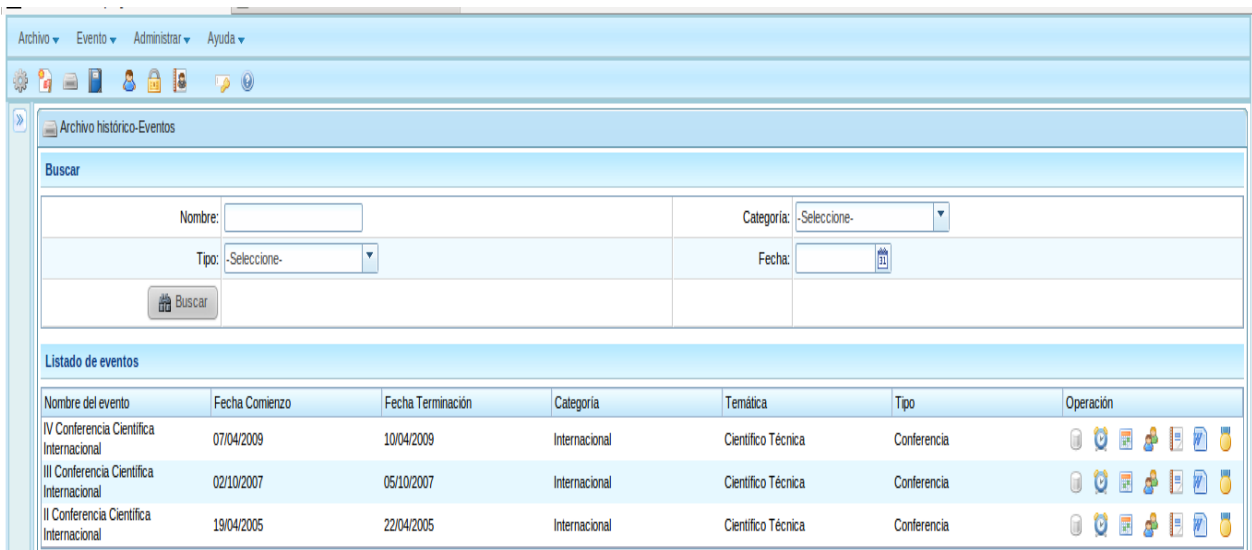 Archivo Evento Administrar Ayuda
Archivo histórico-Eventos
Buscar
Nombre: Categoría: -Seleccione-
Tipo: -Seleccione- Fecha: 31
Buscar
Listado de eventos
Nombre del evento Fecha Comienzo Fecha Terminación Categoría Temática Tipo Operación
IV Conferencia Científica
Internacional 07/04/2009 10/04/2009 Internacional Científico Técnica Conferencia
III Conferencia Científica
Internacional 02/10/2007 05/10/2007 Internacional Científico Técnica Conferencia
II Conferencia Científica
Internacional 19/04/2005 22/04/2005 Internacional Científico Técnica Conferencia